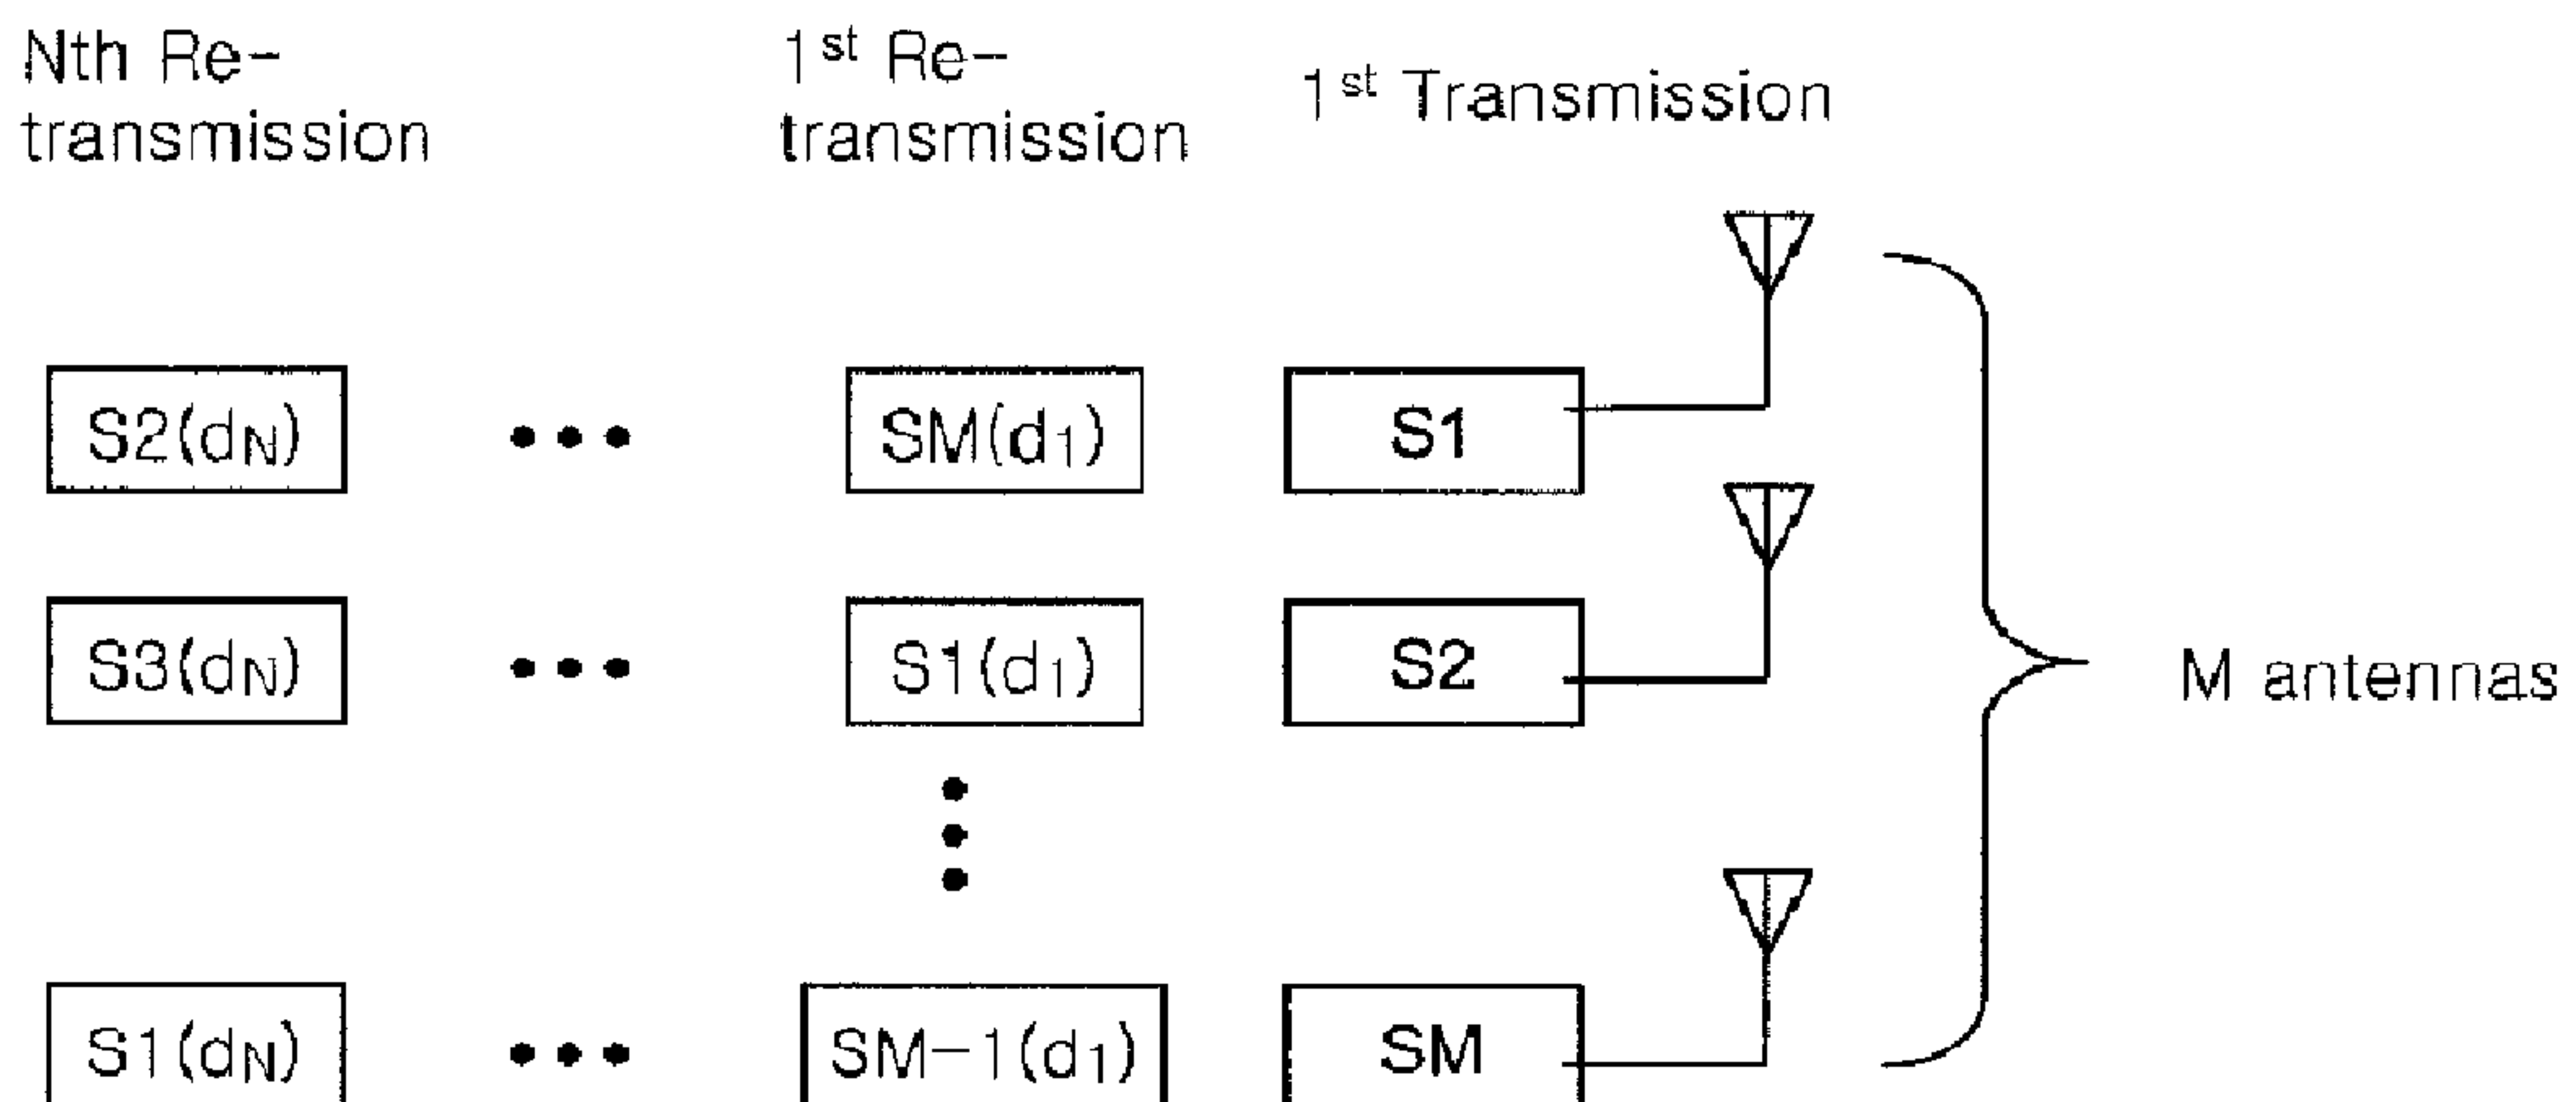 Nth Re-
transmission
1st Re-
transmission
1st Transmission
S2(dN)
SM(d1)
S1
S3(dN)
S1(d1)
S2
M antennas
S1(dN)
SM-1(d1)
SM